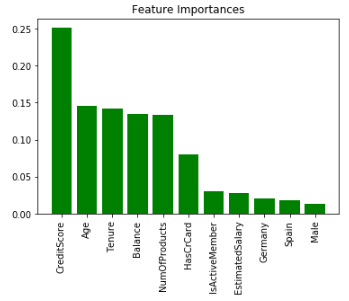 Feature Importances
0.25
0.20
0.15
0.10
0.05
0.00
CreditScore
Age
Tenure
Balance
NumOfProducts
HasCrCard
IsActiveMember
EstimatedSalary
Germany
Spain
Male